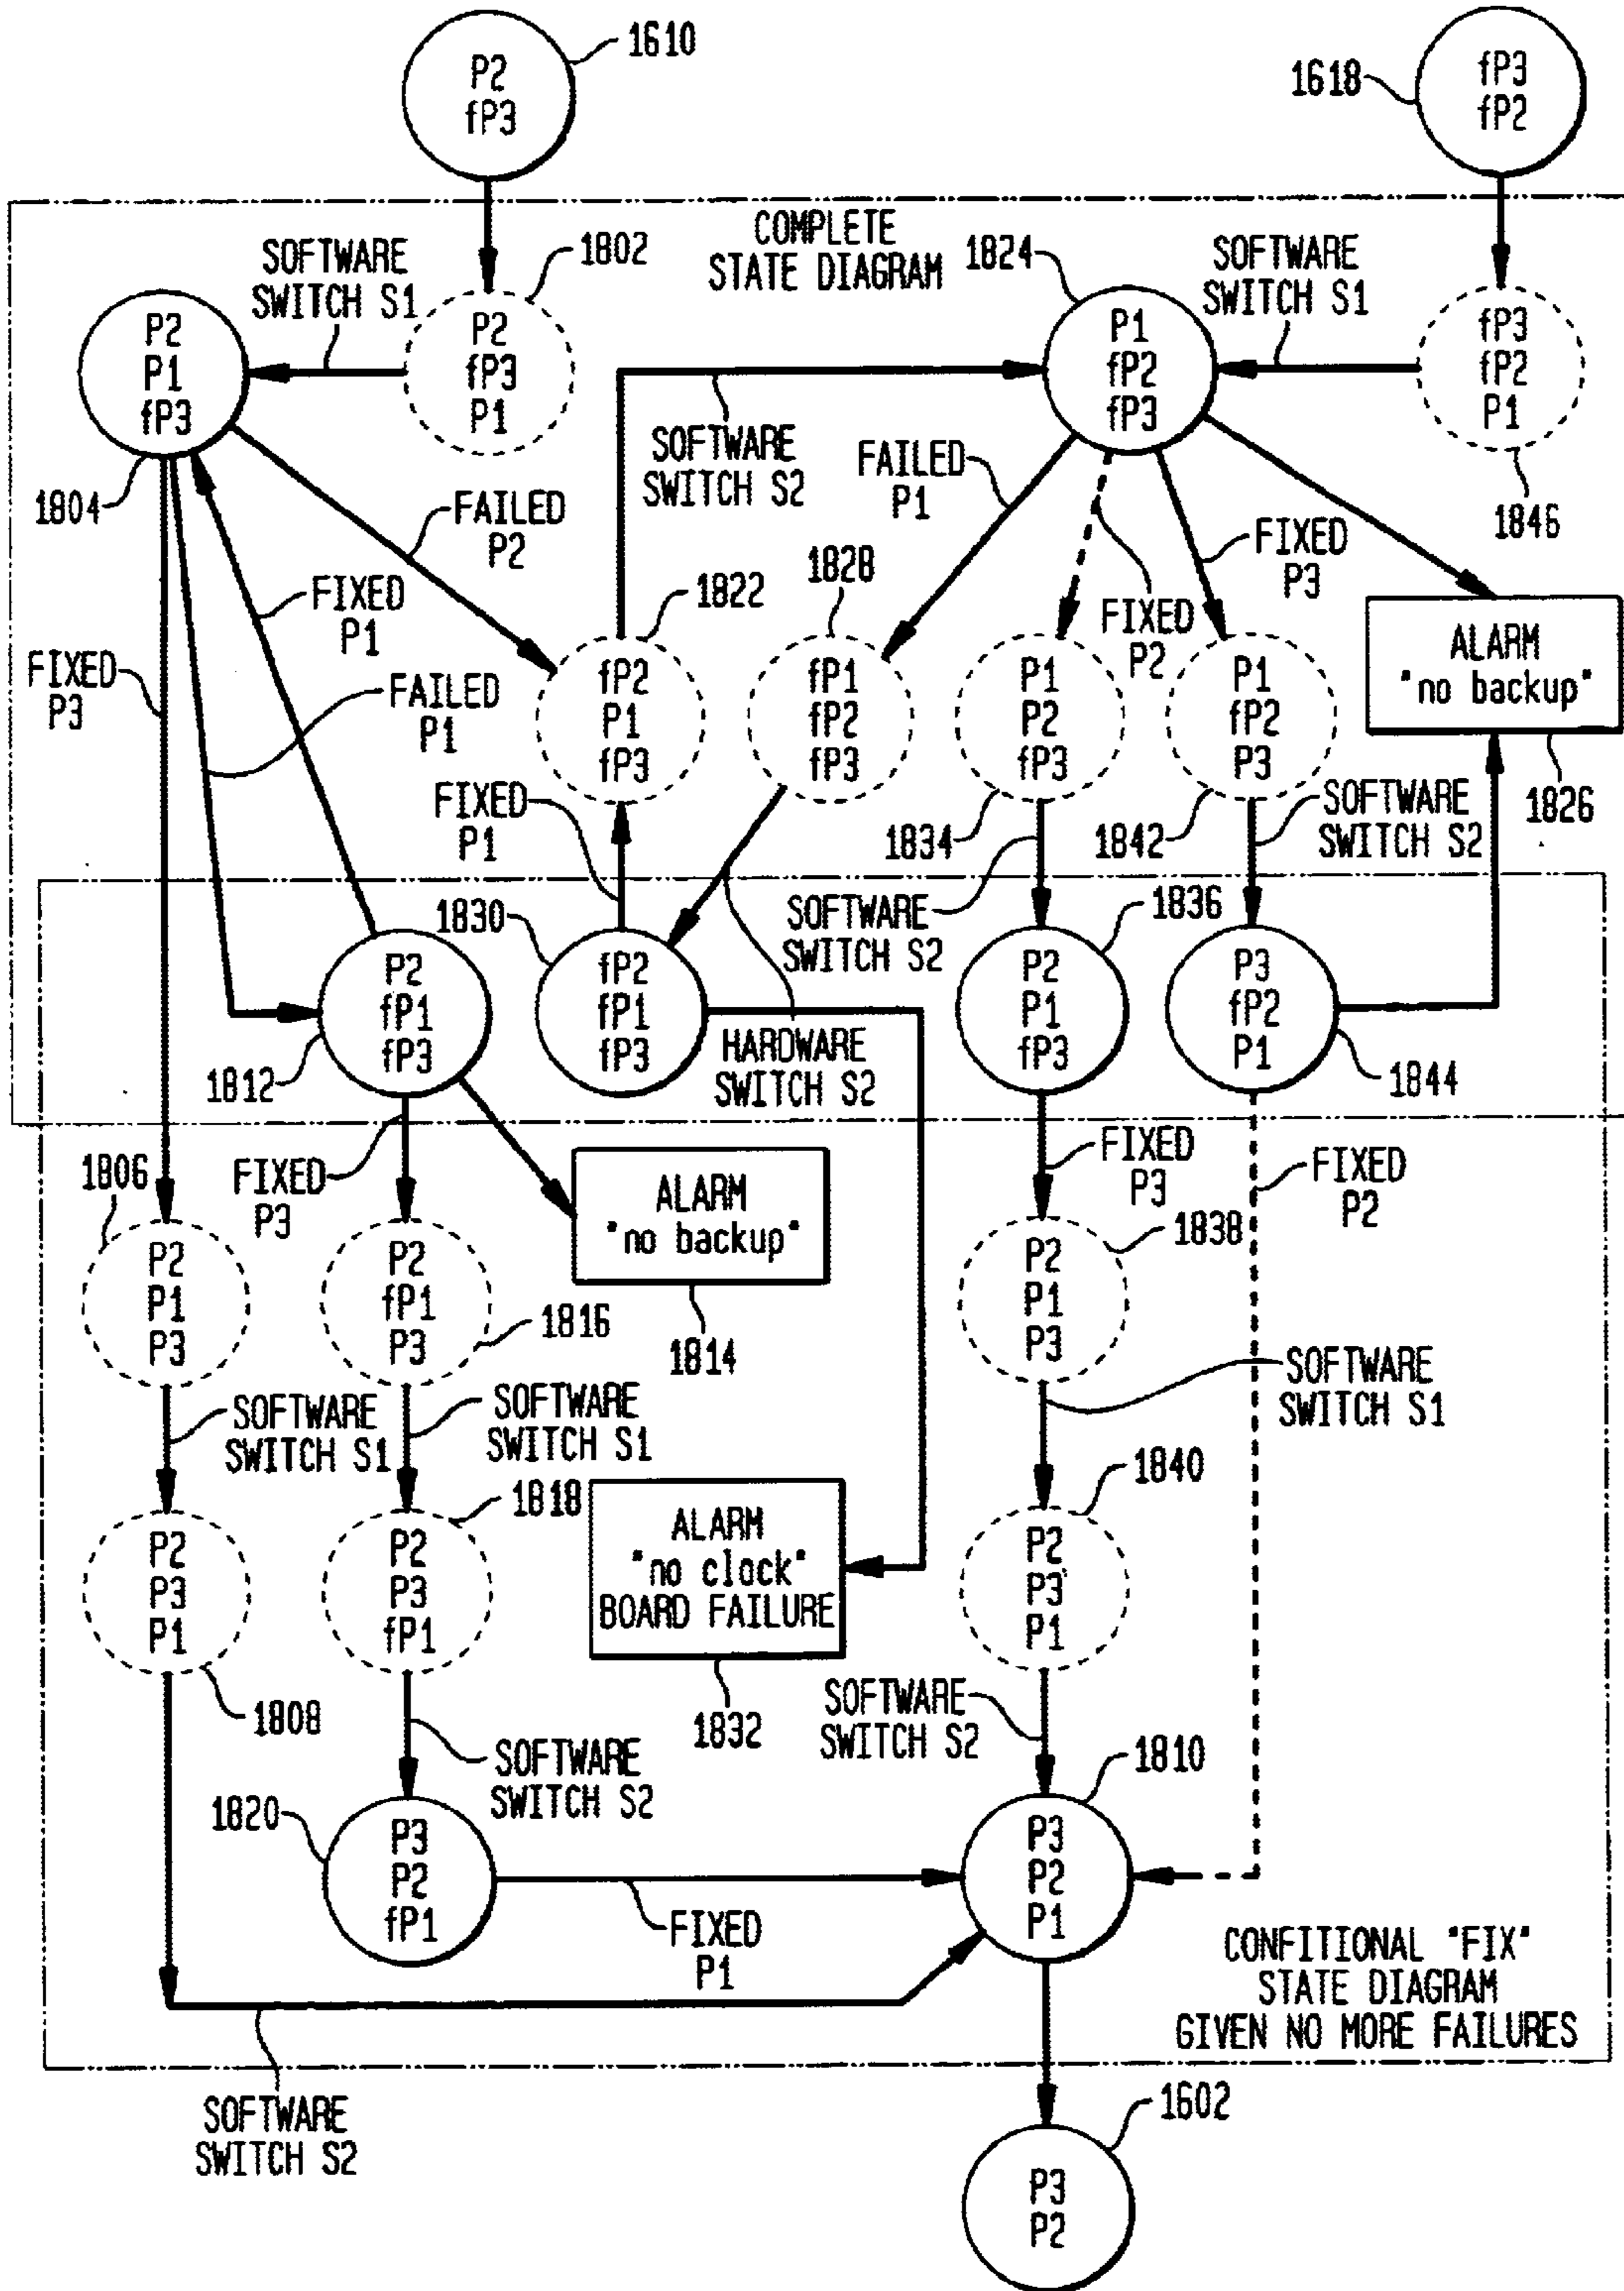 1610
P2
fP3
1618
fP3
fP2
COMPLETE
STATE DIAGRAM
SOFTWARE
SWITCH S1
1802
P2
fP3
P1
P2
P1
fP3
1804
1824
P1
fP2
fP3
SOFTWARE
SWITCH S1
fP3
fP2
P1
1846
SOFTWARE
SWITCH S2
FAILED
P1
FAILED
P2
FIXED
P1
FIXED
P3
FAILED
P1
1822
fP2
P1
fP3
1828
fP1
fP2
fP3
FIXED
P2
FIXED
P3
P1
P2
fP3
1834
P1
fP2
P3
1842
ALARM
"no backup"
1826
FIXED
P1
SOFTWARE
SWITCH S2
SOFTWARE
SWITCH S2
1830
fP2
fP1
fP3
P2
fP1
fP3
1812
HARDWARE
SWITCH S2
1836
P2
P1
fP3
P3
fP2
P1
1844
1806
FIXED
P3
ALARM
"no backup"
1814
FIXED
P3
FIXED
P2
P2
P1
P3
P2
fP1
P3
1816
1838
P2
P1
P3
SOFTWARE
SWITCH S1
SOFTWARE
SWITCH S1
SOFTWARE
SWITCH S1
P2
P3
P1
1808
1818
P2
P3
fP1
ALARM
"no clock"
BOARD FAILURE
1832
1840
P2
P3
P1
SOFTWARE
SWITCH S2
SOFTWARE
SWITCH S2
1820
P3
P2
fP1
FIXED
P1
1810
P3
P2
P1
CONFITIONAL "FIX"
STATE DIAGRAM
GIVEN NO MORE FAILURES
SOFTWARE
SWITCH S2
1602
P3
P2